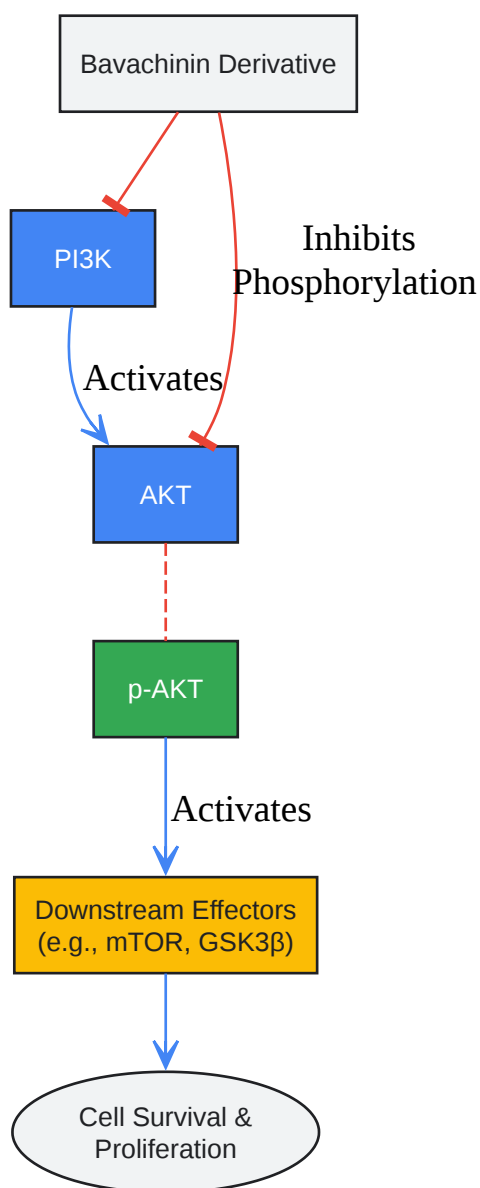 Bavachinin Derivative
PI3K
Inhibits
Phosphorylation
Activates
AKT
p-AKT
Activates
Downstream Effectors
(e.g., mTOR, GSK3β)
Cell Survival &
Proliferation